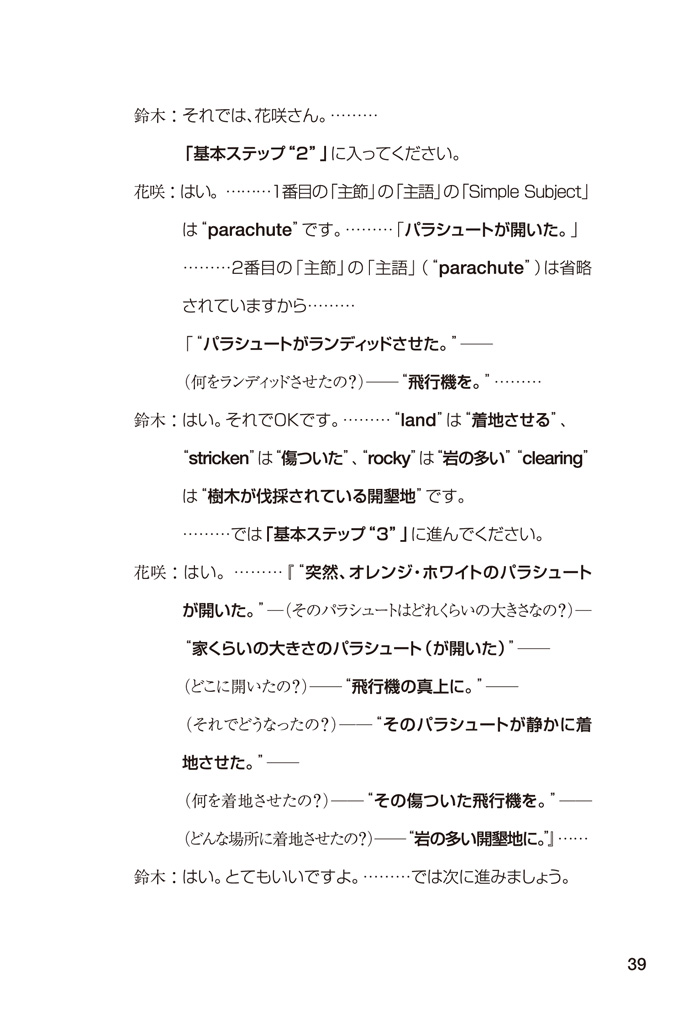 鈴木：それでは、花咲さん。………
「基本ステップ“2”」に入ってください。
花咲：はい。………1番目の「主節」の「主語」の「Simple Subject」
は“parachute”です。………「パラシュートが開いた。」
………2番目の「主節」の「主語」（“parachute”）は省略
されていますから………
「“パラシュートがランディッドさせた。”――
（何をランディッドさせたの？）――“飛行機を。”………
鈴木：はい。それでOKです。………“land”は“着地させる”、
“stricken”は“傷ついた”、“rocky”は“岩の多い”“clearing”
は“樹木が伐採されている開墾地”です。
………では「基本ステップ“3”」に進んでください。
花咲：はい。………『“突然、オレンジ・ホワイトのパラシュート
が開いた。”―（そのパラシュートはどれくらいの大きさなの？）―
“家くらいの大きさのパラシュート（が開いた）”――
（どこに開いたの？）――“飛行機の真上に。”――
（それでどうなったの？）――“そのパラシュートが静かに着
地させた。”――
（何を着地させたの？）――“その傷ついた飛行機を。”――
（どんな場所に着地させたの？）――“岩の多い開墾地に。”』……
鈴木：はい。とてもいいですよ。………では次に進みましょう。
39